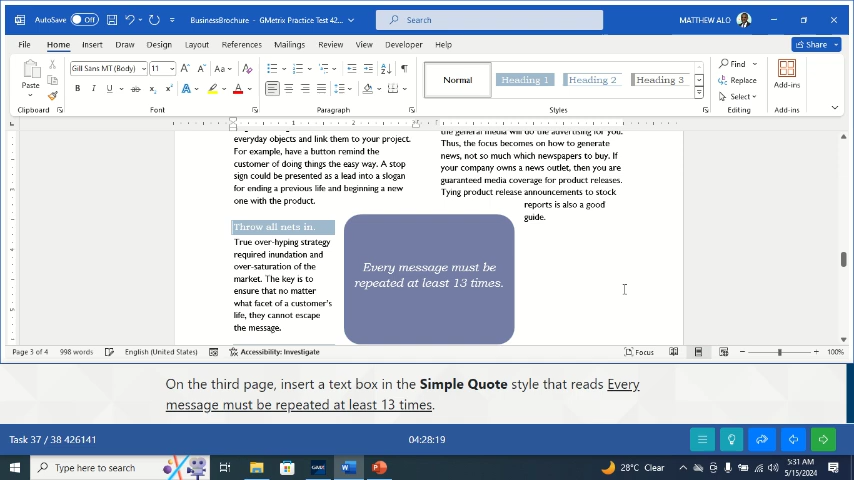 AutoSave Off BusinessBrochure - GMetrix Practice Test 42... Search MATTHEW ALO
File Home Insert Draw Design Layout References Mailings Review View Developer Help Share
Paste
Gill Sans MT (Body) 11 Aa
Normal Heading 1 Heading 2 Heading 3
Find
Replace
Select
Add-ins
Clipboard Font Paragraph Styles Editing Add-ins
everyday objects and link them to your project.
For example, have a button remind the
customer of doing things the easy way. A stop
sign could be presented as a lead into a slogan
for ending a previous life and beginning a new
one with the product.
Throw all nets in.
True over-hyping strategy
required inundation and
over-saturation of the
market. The key is to
ensure that no matter
what facet of a customer's
life, they cannot escape
the message.
Every message must be
repeated at least 13 times.
the general media will do the advertising for you.
Thus, the focus becomes on how to generate
news, not so much which newspapers to buy. If
your company owns a news outlet, then you are
guaranteed media coverage for product releases.
Tying product release announcements to stock
reports is also a good
guide.
Page 3 of 4 998 words English (United States) Accessibility: Investigate Focus 100%
On the third page, insert a text box in the Simple Quote style that reads Every
message must be repeated at least 13 times.
Task 37 / 38 426141 04:28:19
Type here to search 28°C Clear 5:31 AM
5/15/2024